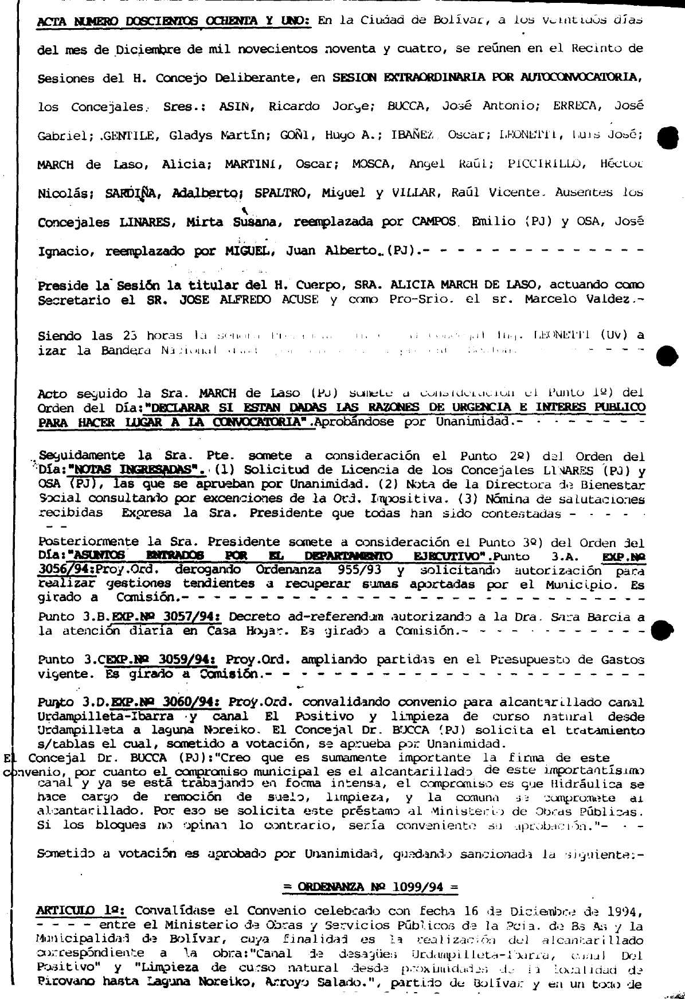 ACTA NUMERO DOSCIENTOS OCHENTA Y UNO: En la Ciudad de Bolívar, a los veintidós días
del mes de Diciembre de mil novecientos noventa y cuatro, se reúnen en el Recinto de
Sesiones del H. Concejo Deliberante, en SESION EXTRAORDINARIA POR AUTOCONVOCATORIA,
los Concejales, Sres.: ASIN, Ricardo Jorge; BUCCA, José Antonio; ERRECA, José
Gabriel; GENTILE, Gladys Martín; GOÑI, Hugo A.; IBAÑEZ, Oscar; LEONETTI, Luis José;
MARCH de Laso, Alicia; MARTINI, Oscar; MOSCA, Angel Raúl; PICCIRILLO, Héctor
Nicolás; SARDIÑA, Adalberto; SPALTRO, Miguel y VILLAR, Raúl Vicente. Ausentes los
Concejales LINARES, Mirta Susana, reemplazada por CAMPOS, Emilio (PJ) y OSA, José
Ignacio, reemplazado por MIGUEL, Juan Alberto.(PJ).- - - - - - - - - - - - - -
Preside la Sesión la titular del H. Cuerpo, SRA. ALICIA MARCH DE LASO, actuando como
Secretario el SR. JOSE ALFREDO ACUSE y como Pro-Srio. el sr. Marcelo Valdez.-
Siendo las 23 horas la Ing. LEONETTI (Uv) a
izar la Bandera Nacional - - - -
Acto seguido la Sra. MARCH de Laso (PJ) somete a consideración el Punto 1º) del
Orden del Día:"DECLARAR SI ESTAN DADAS LAS RAZONES DE URGENCIA E INTERES PUBLICO
PARA HACER LUGAR A LA CONVOCATORIA".Aprobándose por Unanimidad.- - - - - - - -
Seguidamente la Sra. Pte. somete a consideración el Punto 2º) del Orden del
Día:"NOTAS INGRESADAS". (1) Solicitud de Licencia de los Concejales LINARES (PJ) y
OSA (PJ), las que se aprueban por Unanimidad. (2) Nota de la Directora de Bienestar
Social consultando por excenciones de la Ord. Impositiva. (3) Nómina de salutaciones
recibidas Expresa la Sra. Presidente que todas han sido contestadas - - - - -
- -
Posteriormente la Sra. Presidente somete a consideración el Punto 3º) del Orden del
Día:"ASUNTOS ENTRADOS POR EL DEPARTAMENTO EJECUTIVO".Punto 3.A. EXP.Nº
3056/94:Proy.Ord. derogando Ordenanza 955/93 y solicitando autorización para
realizar gestiones tendientes a recuperar sumas aportadas por el Municipio. Es
girado a Comisión.- - - - - - - - - - - - - - - - - - - - - - - - - - - -
Punto 3.B.EXP.Nº 3057/94: Decreto ad-referendum autorizando a la Dra. Sara Barcia a
la atención diaria en Casa Hogar. Es girado a Comisión.- - - - - - - - - - - -
Punto 3.CEXP.Nº 3059/94: Proy.Ord. ampliando partidas en el Presupuesto de Gastos
vigente. Es girado a Comisión.- - - - - - - - - - - - - - - - - - - - - - -
Punto 3.D.EXP.Nº 3060/94: Proy.Ord. convalidando convenio para alcantarillado canal
Urdampilleta-Ibarra y canal El Positivo y limpieza de curso natural desde
Urdampilleta a laguna Noreiko. El Concejal Dr. BUCCA (PJ) solicita el tratamiento
s/tablas el cual, sometido a votación, se aprueba por Unanimidad.
El Concejal Dr. BUCCA (PJ):"Creo que es sumamente importante la firma de este
convenio, por cuanto el compromiso municipal es el alcantarillado de este importantísimo
canal y ya se está trabajando en forma intensa, el compromiso es que Hidráulica se
hace cargo de remoción de suelo, limpieza, y la comuna se compromete al
alcantarillado. Por eso se solicita este préstamo al Ministerio de Obras Públicas.
Si los bloques no opinan lo contrario, sería conveniente su aprobación."- - -
Sometido a votación es aprobado por Unanimidad, quedando sancionada la siguiente:-
= ORDENANZA Nº 1099/94 =
ARTICULO 1º: Convalídase el Convenio celebrado con fecha 16 de Diciembre de 1994,
- - - - entre el Ministerio de Obras y Servicios Públicos de la Pcia. de Bs As y la
Municipalidad de Bolívar, cuya finalidad es la realización del alcantarillado
correspóndiente a la obra:"Canal de desagües Urdampilleta-Ibarra, canal Del
Positivo" y "Limpieza de curso natural desde proximidades de la localidad de
Pirovano hasta Laguna Noreiko, Arroyo Salado.", partido de Bolívar y en un todo de